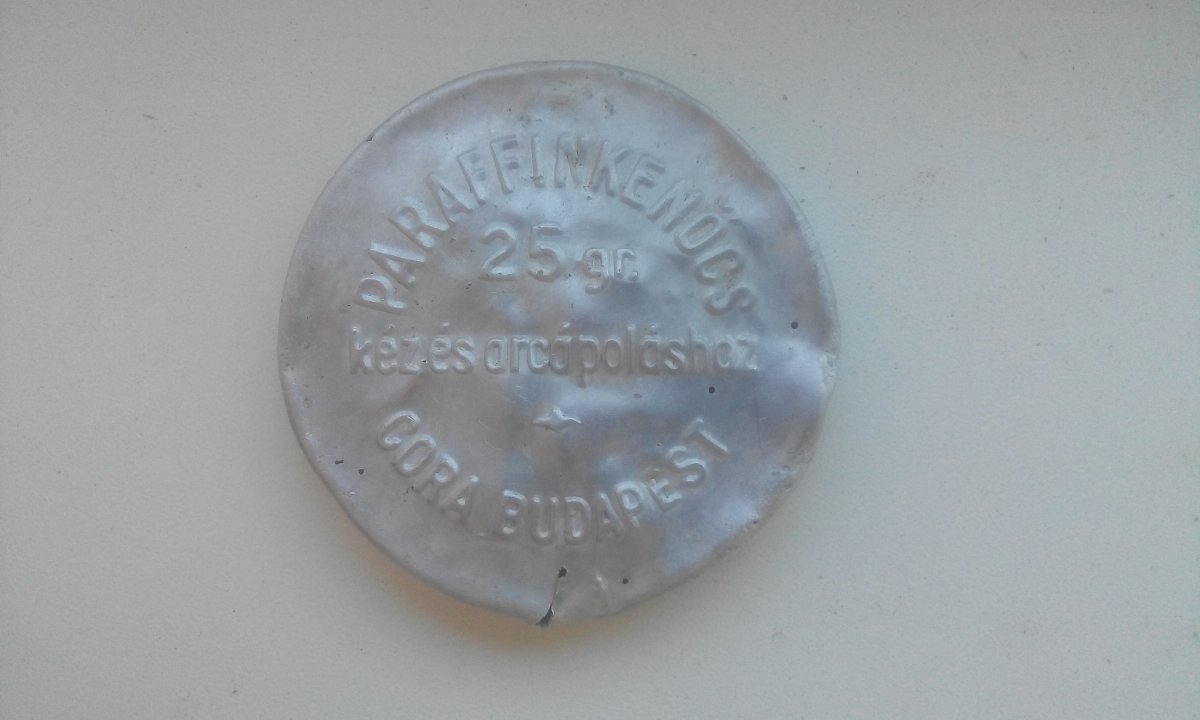 PARAFFINKENŐCS
25 gr.
kéz és arcápoláshoz
CORA BUDAPEST